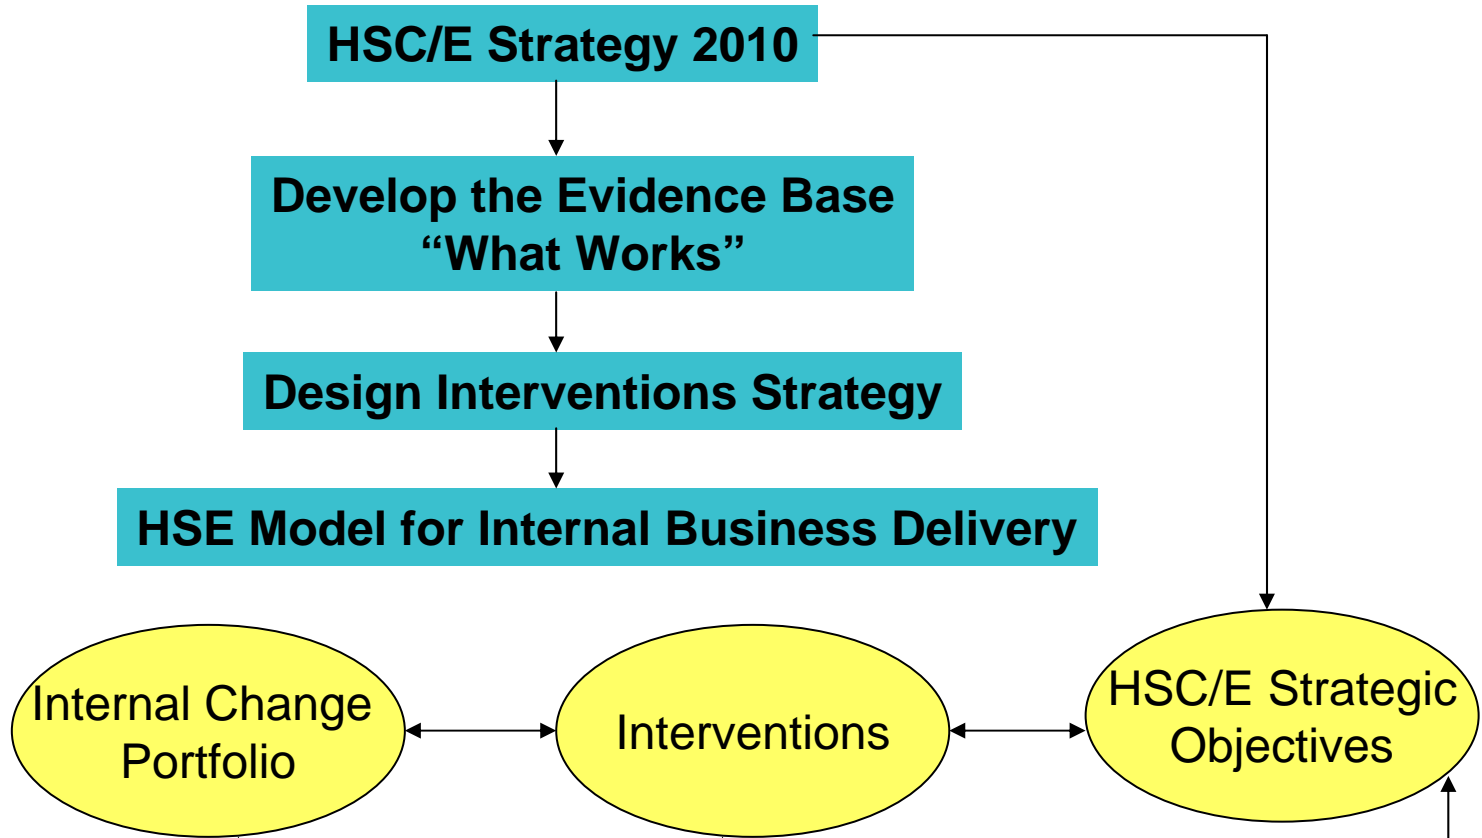 HSC/E Strategy 2010
Develop the Evidence Base
“What Works”
Design Interventions Strategy
HSE Model for Internal Business Delivery
Internal Change
Portfolio
Interventions
HSC/E Strategic
Objectives